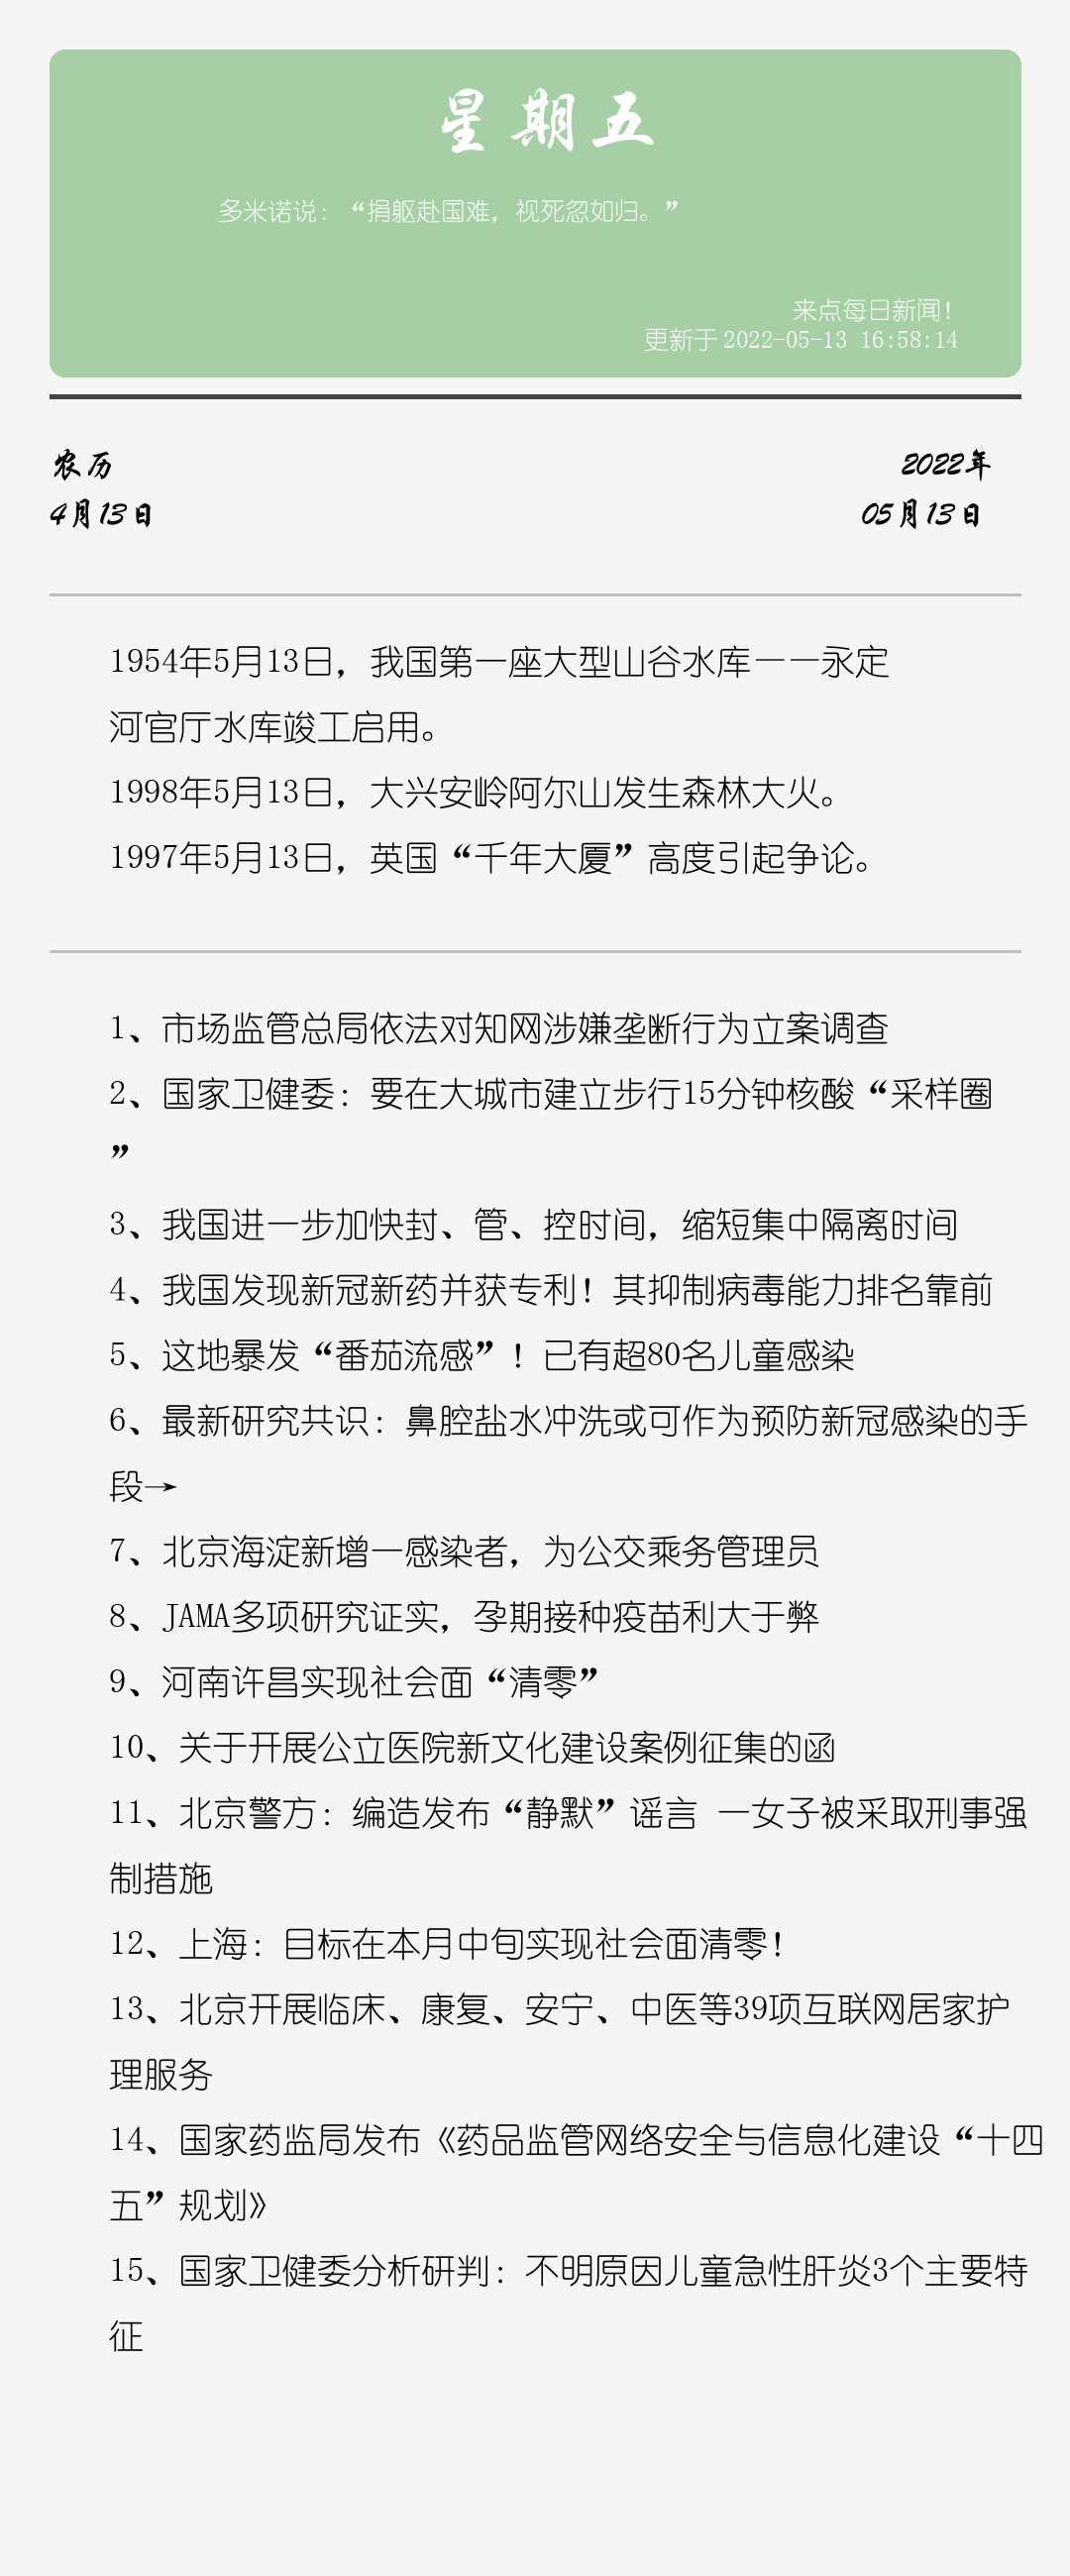 星期五
多米诺说：“捐躯赴国难，视死忽如归。”
来点每日新闻！
更新于 2022-05-13 16:58:14
农历
2022年
4月13日
05月13日
1954年5月13日，我国第一座大型山谷水库——永定
河官厅水库竣工启用。
1998年5月13日，大兴安岭阿尔山发生森林大火。
1997年5月13日，英国“千年大厦”高度引起争论。
1、市场监管总局依法对知网涉嫌垄断行为立案调查
2、国家卫健委：要在大城市建立步行15分钟核酸“采样圈
”
3、我国进一步加快封、管、控时间，缩短集中隔离时间
4、我国发现新冠新药并获专利！其抑制病毒能力排名靠前
5、这地暴发“番茄流感”！已有超80名儿童感染
6、最新研究共识：鼻腔盐水冲洗或可作为预防新冠感染的手
段→
7、北京海淀新增一感染者，为公交乘务管理员
8、JAMA多项研究证实，孕期接种疫苗利大于弊
9、河南许昌实现社会面“清零”
10、关于开展公立医院新文化建设案例征集的函
11、北京警方：编造发布“静默”谣言 一女子被采取刑事强
制措施
12、上海：目标在本月中旬实现社会面清零！
13、北京开展临床、康复、安宁、中医等39项互联网居家护
理服务
14、国家药监局发布《药品监管网络安全与信息化建设“十四
五”规划》
15、国家卫健委分析研判：不明原因儿童急性肝炎3个主要特
征